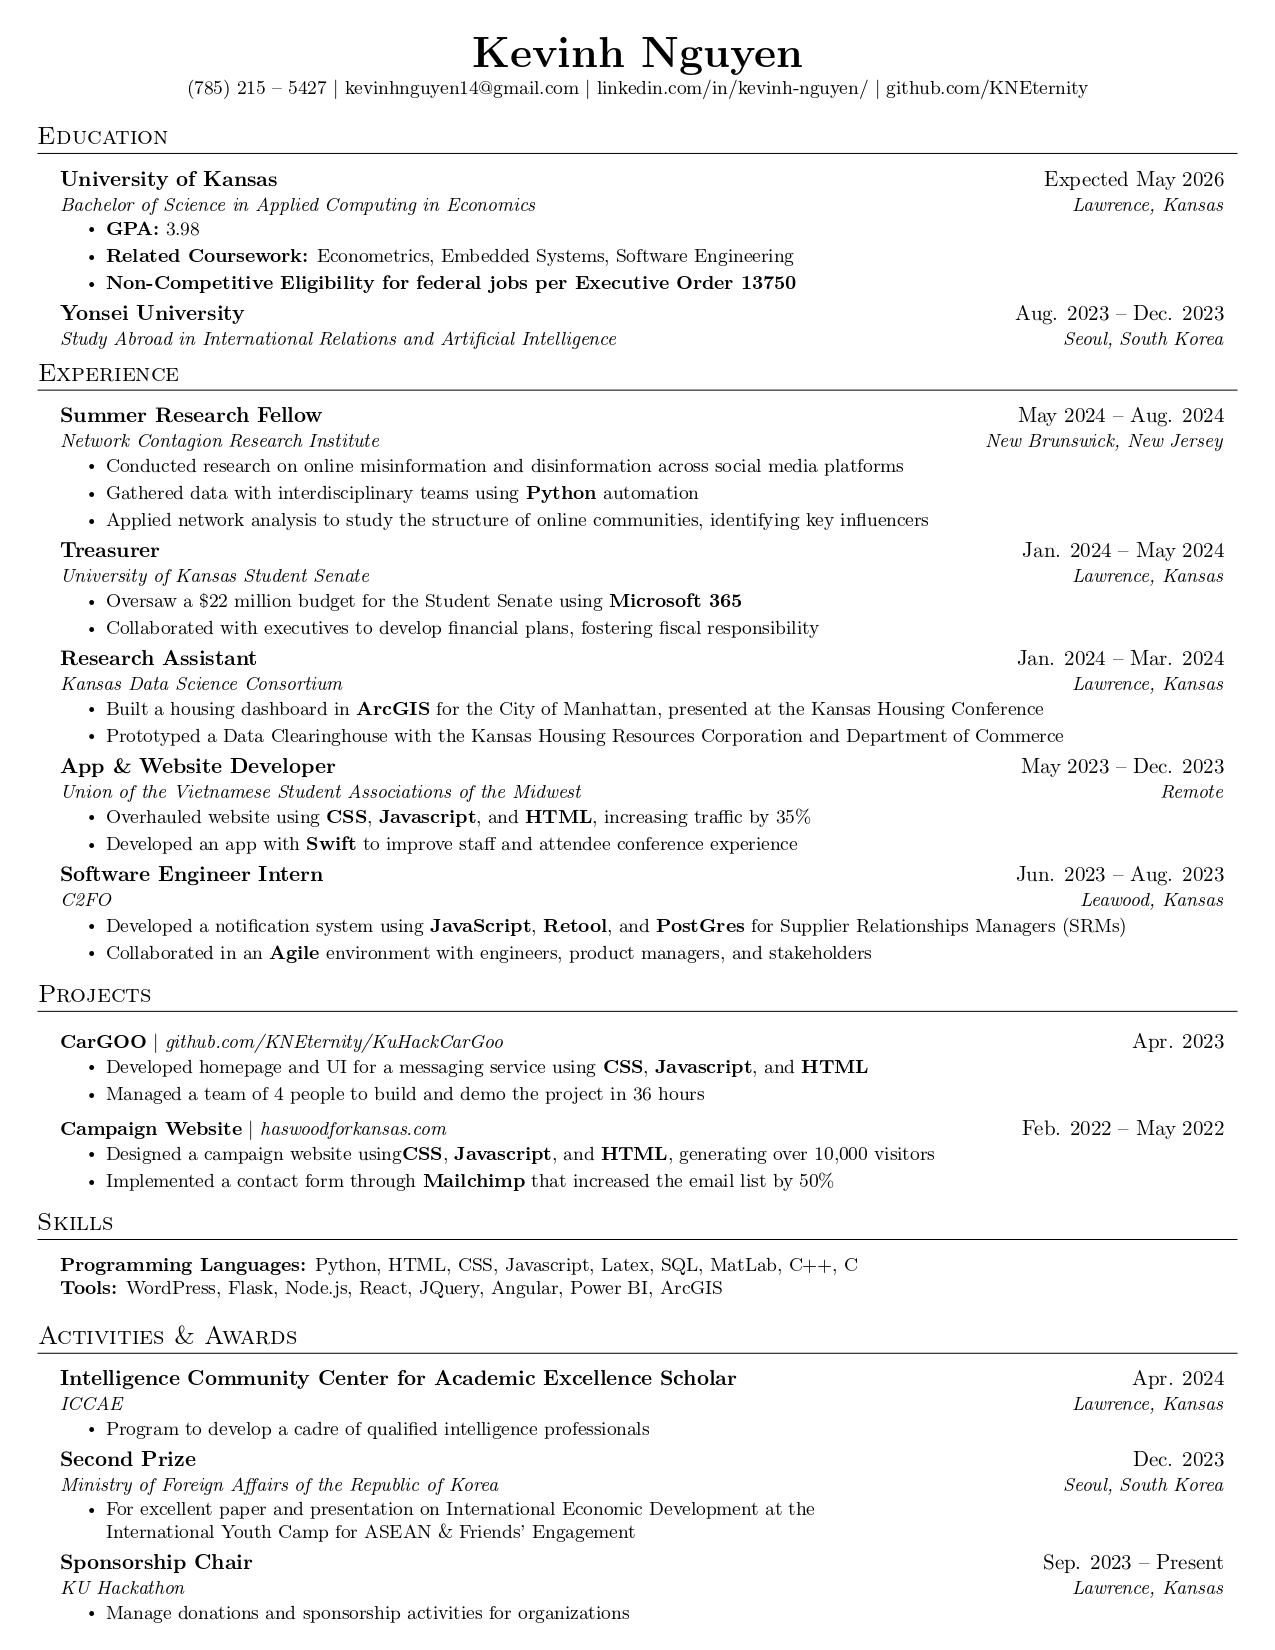 Kevinh Nguyen
(785) 215 – 5427 | kevinhnguyen14@gmail.com | linkedin.com/in/kevinh-nguyen/ | github.com/KNEternity
Education
University of Kansas Expected May 2026
Bachelor of Science in Applied Computing in Economics Lawrence, Kansas
• GPA: 3.98
• Related Coursework: Econometrics, Embedded Systems, Software Engineering
• Non-Competitive Eligibility for federal jobs per Executive Order 13750
Yonsei University Aug. 2023 – Dec. 2023
Study Abroad in International Relations and Artificial Intelligence Seoul, South Korea
Experience
Summer Research Fellow May 2024 – Aug. 2024
Network Contagion Research Institute New Brunswick, New Jersey
• Conducted research on online misinformation and disinformation across social media platforms
• Gathered data with interdisciplinary teams using Python automation
• Applied network analysis to study the structure of online communities, identifying key influencers
Treasurer Jan. 2024 – May 2024
University of Kansas Student Senate Lawrence, Kansas
• Oversaw a $22 million budget for the Student Senate using Microsoft 365
• Collaborated with executives to develop financial plans, fostering fiscal responsibility
Research Assistant Jan. 2024 – Mar. 2024
Kansas Data Science Consortium Lawrence, Kansas
• Built a housing dashboard in ArcGIS for the City of Manhattan, presented at the Kansas Housing Conference
• Prototyped a Data Clearinghouse with the Kansas Housing Resources Corporation and Department of Commerce
App & Website Developer May 2023 – Dec. 2023
Union of the Vietnamese Student Associations of the Midwest Remote
• Overhauled website using CSS, Javascript, and HTML, increasing traffic by 35%
• Developed an app with Swift to improve staff and attendee conference experience
Software Engineer Intern Jun. 2023 – Aug. 2023
C2FO Leawood, Kansas
• Developed a notification system using JavaScript, Retool, and PostGres for Supplier Relationships Managers (SRMs)
• Collaborated in an Agile environment with engineers, product managers, and stakeholders
Projects
CarGOO | github.com/KNEternity/KuHackCarGoo Apr. 2023
• Developed homepage and UI for a messaging service using CSS, Javascript, and HTML
• Managed a team of 4 people to build and demo the project in 36 hours
Campaign Website | haswoodforkansas.com Feb. 2022 – May 2022
• Designed a campaign website usingCSS, Javascript, and HTML, generating over 10,000 visitors
• Implemented a contact form through Mailchimp that increased the email list by 50%
Skills
Programming Languages: Python, HTML, CSS, Javascript, Latex, SQL, MatLab, C++, C
Tools: WordPress, Flask, Node.js, React, JQuery, Angular, Power BI, ArcGIS
Activities & Awards
Intelligence Community Center for Academic Excellence Scholar Apr. 2024
ICCAE Lawrence, Kansas
• Program to develop a cadre of qualified intelligence professionals
Second Prize Dec. 2023
Ministry of Foreign Affairs of the Republic of Korea Seoul, South Korea
• For excellent paper and presentation on International Economic Development at the
International Youth Camp for ASEAN & Friends' Engagement
Sponsorship Chair Sep. 2023 – Present
KU Hackathon Lawrence, Kansas
• Manage donations and sponsorship activities for organizations